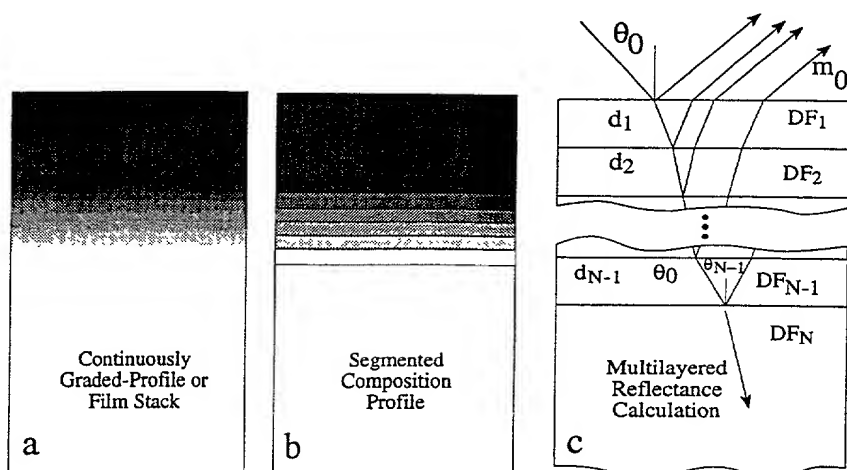 Continuously
Graded-Profile or
Film Stack
a
Segmented
Composition
Profile
b
θ0
m0
d1
DF1
d2
DF2
dN-1
θ0
θN-1
DFN-1
DFN
Multilayered
Reflectance
Calculation
c